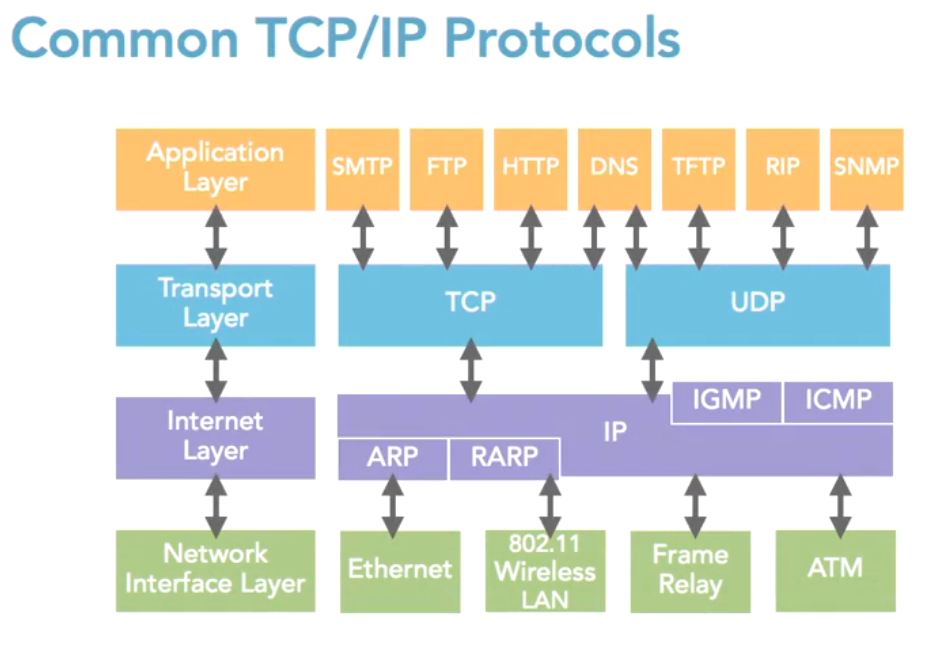 Common TCP/IP Protocols
Application
Layer
SMTP
FTP
HTTP
DNS
TFTP
RIP
SNMP
Transport
Layer
TCP
UDP
Internet
Layer
IP
IGMP
ICMP
ARP
RARP
Network
Interface Layer
Ethernet
802.11
Wireless
LAN
Frame
Relay
ATM